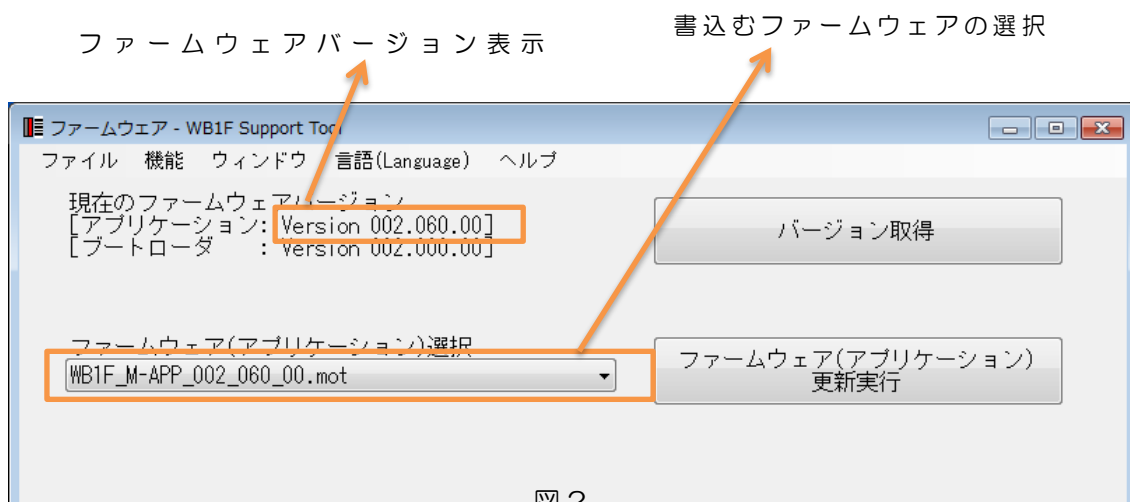 書込むファームウェアの選択
ファームウェアバージョン表示
ファームウェア - WB1F Support Tool
ファイル 機能 ウィンドウ 言語(Language) ヘルプ
現在のファームウェアバージョン
[アプリケーション: Version 002.060.00]
[ブートローダ : Version 002.000.00]
バージョン取得
ファームウェア(アプリケーション)選択
WB1F_M-APP_002_060_00.mot
ファームウェア(アプリケーション)
更新実行
図2